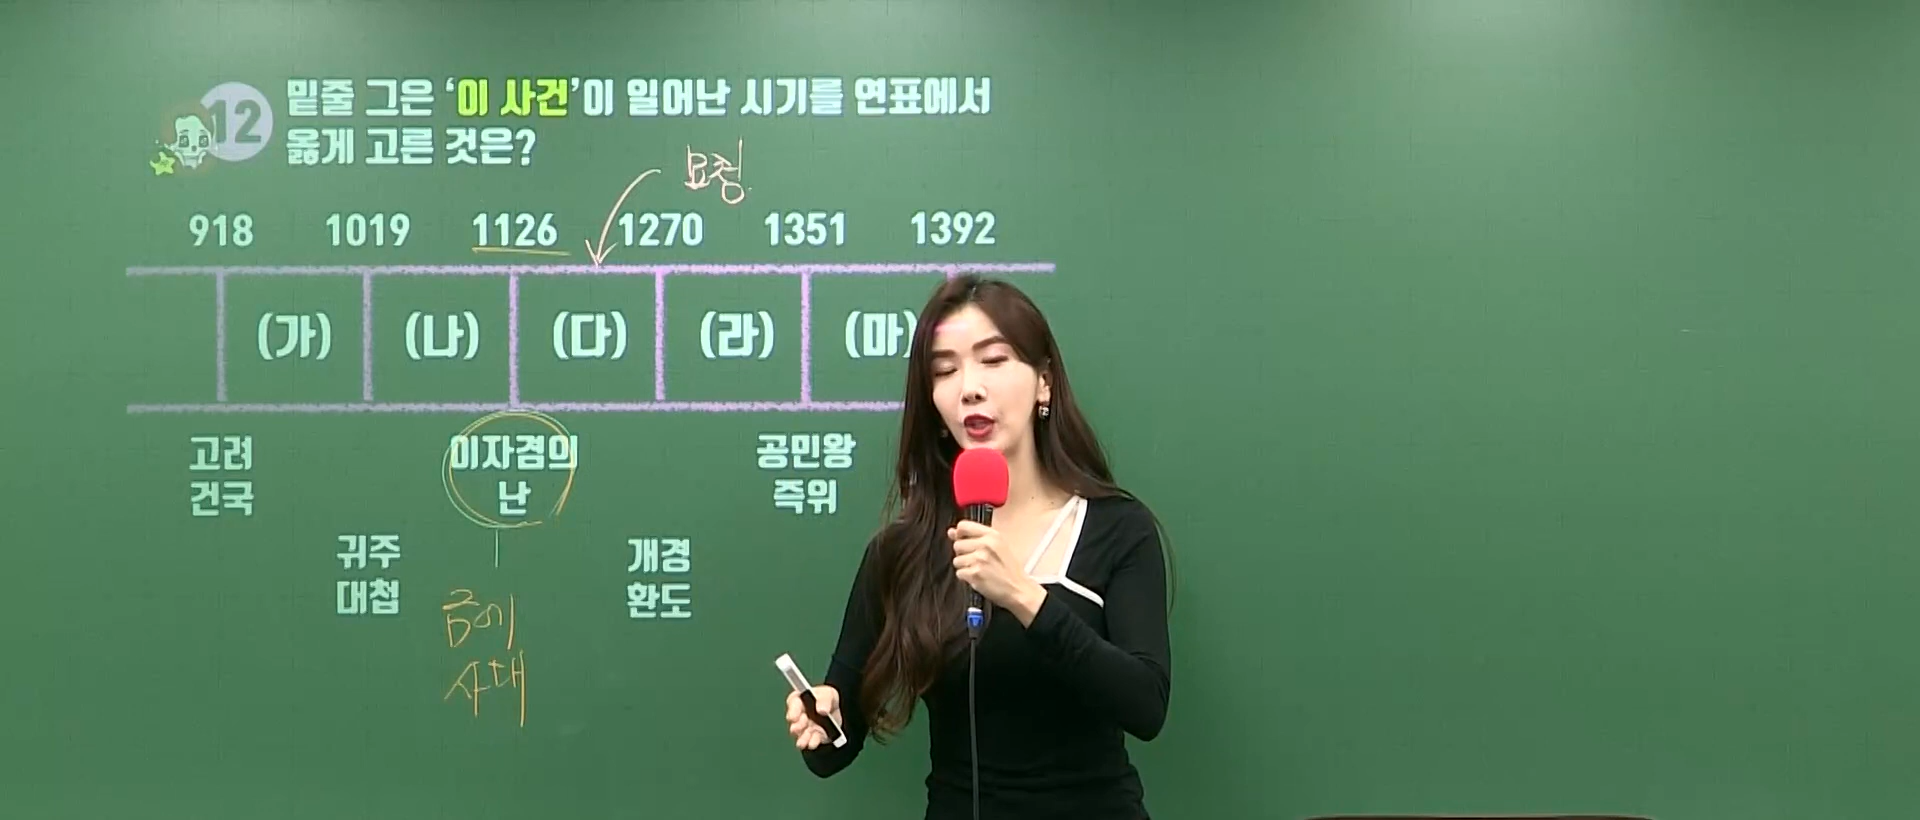 12 밑줄 그은 ‘이 사건’이 일어난 시기를 연표에서
옳게 고른 것은?
묘청
918 1019 1126 1270 1351 1392
(가) (나) (다) (라) (마)
고려
건국
귀주
대첩
이자겸의
난
개경
환도
공민왕
즉위
금에
사대